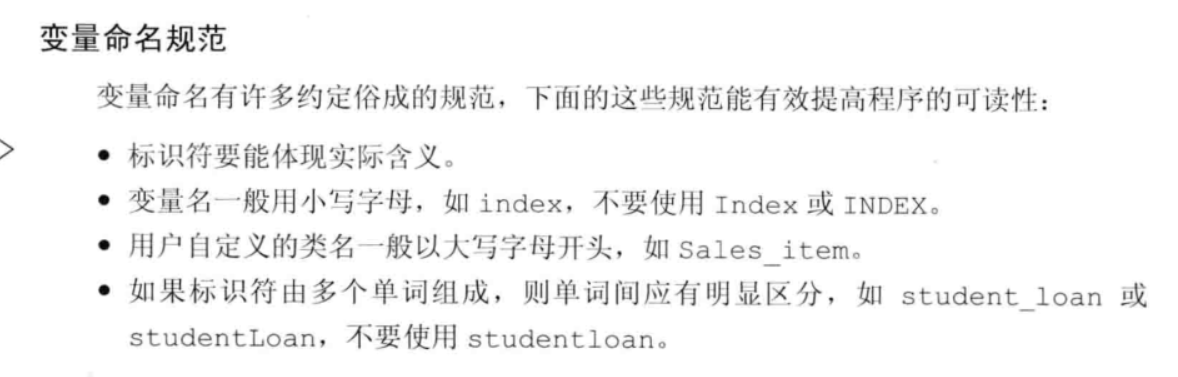 变量命名规范
变量命名有许多约定俗成的规范，下面的这些规范能有效提高程序的可读性：
• 标识符要能体现实际含义。
• 变量名一般用小写字母，如 index，不要使用 Index 或 INDEX。
• 用户自定义的类名一般以大写字母开头，如 Sales_item。
• 如果标识符由多个单词组成，则单词间应有明显区分，如 student_loan 或
studentLoan，不要使用 studentloan。